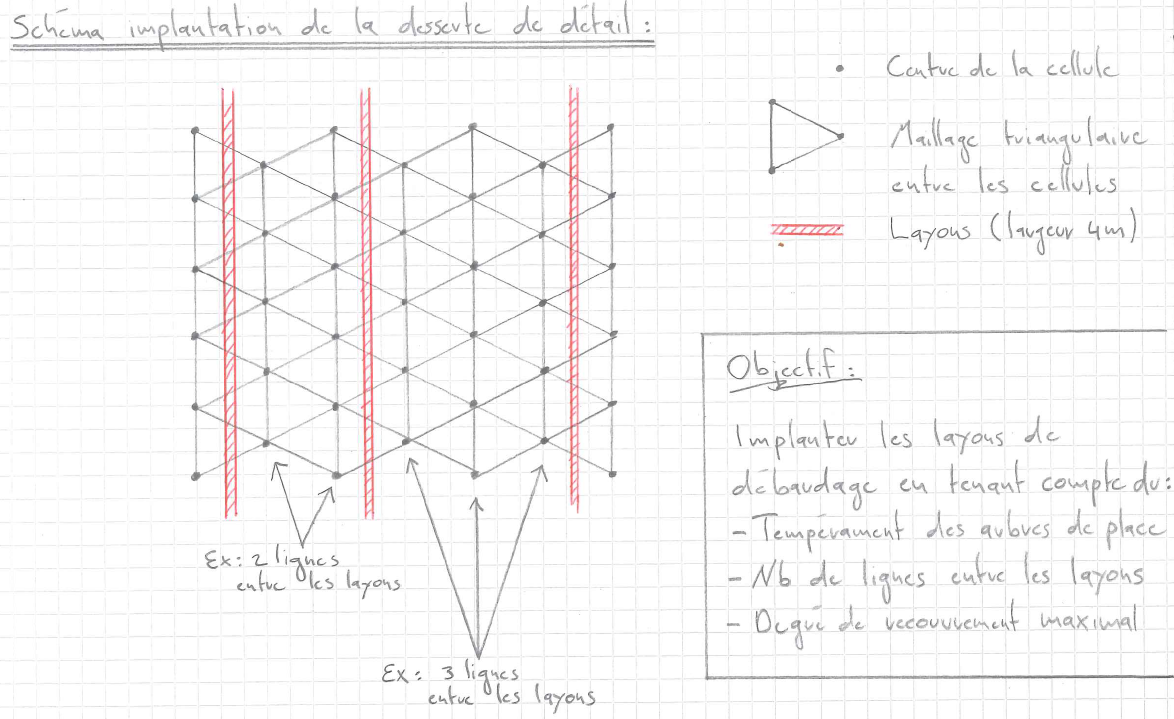 Schéma implantation de la desserte de détail :
Centre de la cellule
Maillage triangulaire
entre les cellules
Layons (largeur 4m)
Objectif :
Implanter les layons de
débardage en tenant compte du :
- Tempérament des arbres de place
- Nb de lignes entre les layons
- Degré de recouvrement maximal
Ex : 2 lignes
entre les layons
Ex : 3 lignes
entre les layons